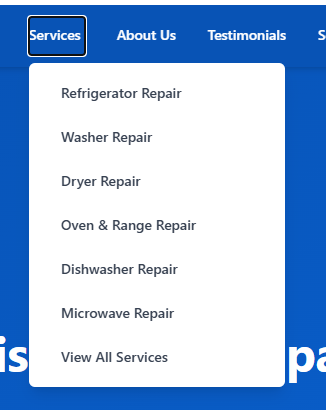 Services About Us Testimonials S
Refrigerator Repair
Washer Repair
Dryer Repair
Oven & Range Repair
Dishwasher Repair
Microwave Repair
View All Services
is pa